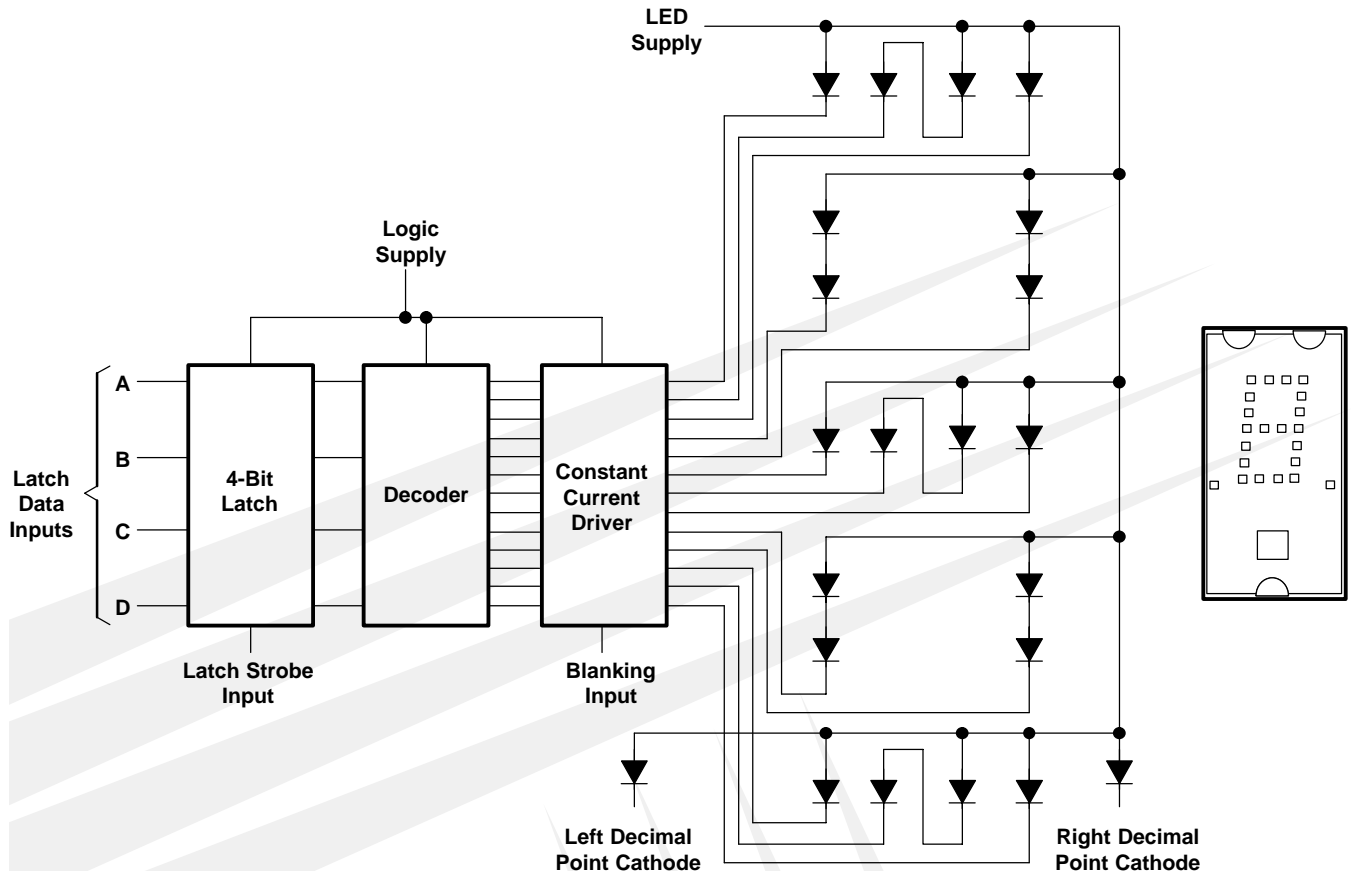 LED
Supply
Logic
Supply
Latch
Data
Inputs
A
B
C
D
4-Bit
Latch
Decoder
Constant
Current
Driver
Latch Strobe
Input
Blanking
Input
Left Decimal
Point Cathode
Right Decimal
Point Cathode